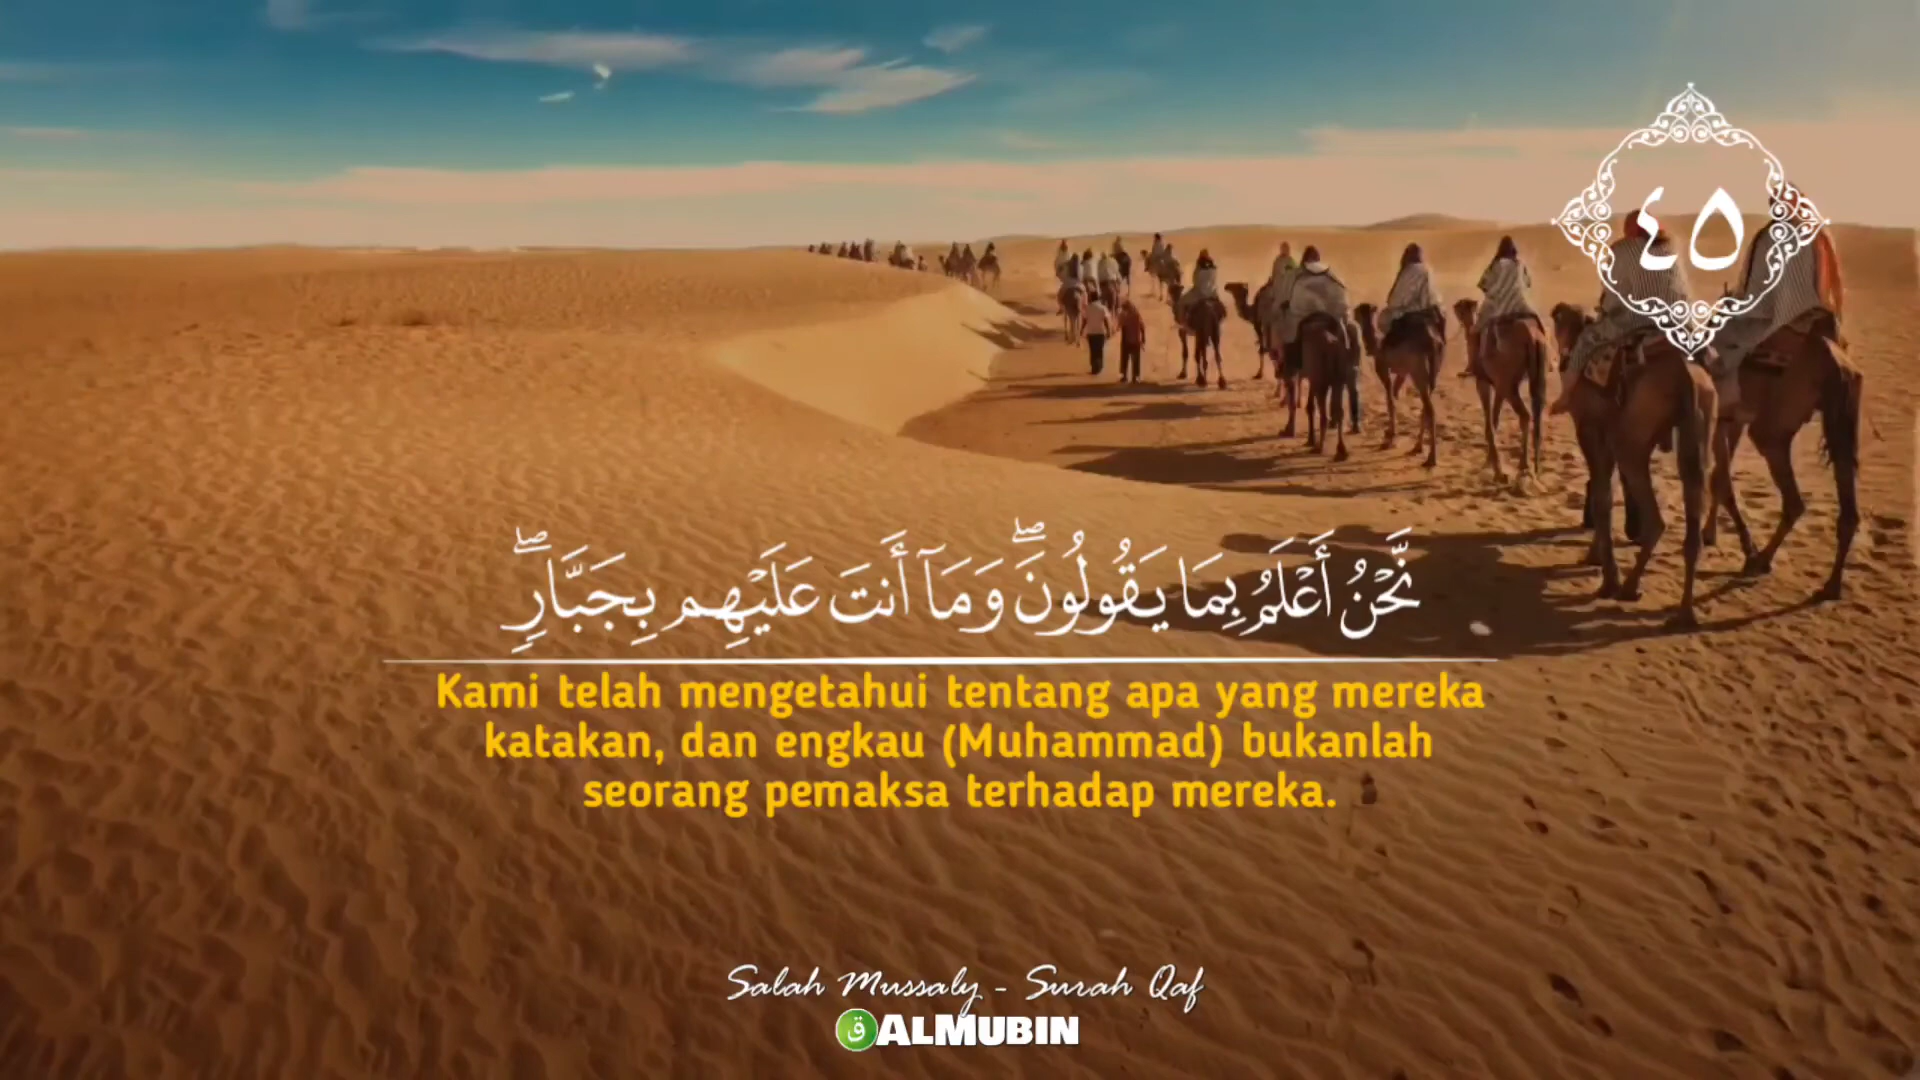 ٤٥
نَّحْنُ أَعْلَمُ بِمَا يَقُولُونَ ۖ وَمَآ أَنتَ عَلَيْهِم بِجَبَّارٍ ۖ
Kami telah mengetahui tentang apa yang mereka
katakan, dan engkau (Muhammad) bukanlah
seorang pemaksa terhadap mereka.
Salah Mussaly - Surah Qaf
ق ALMUBIN